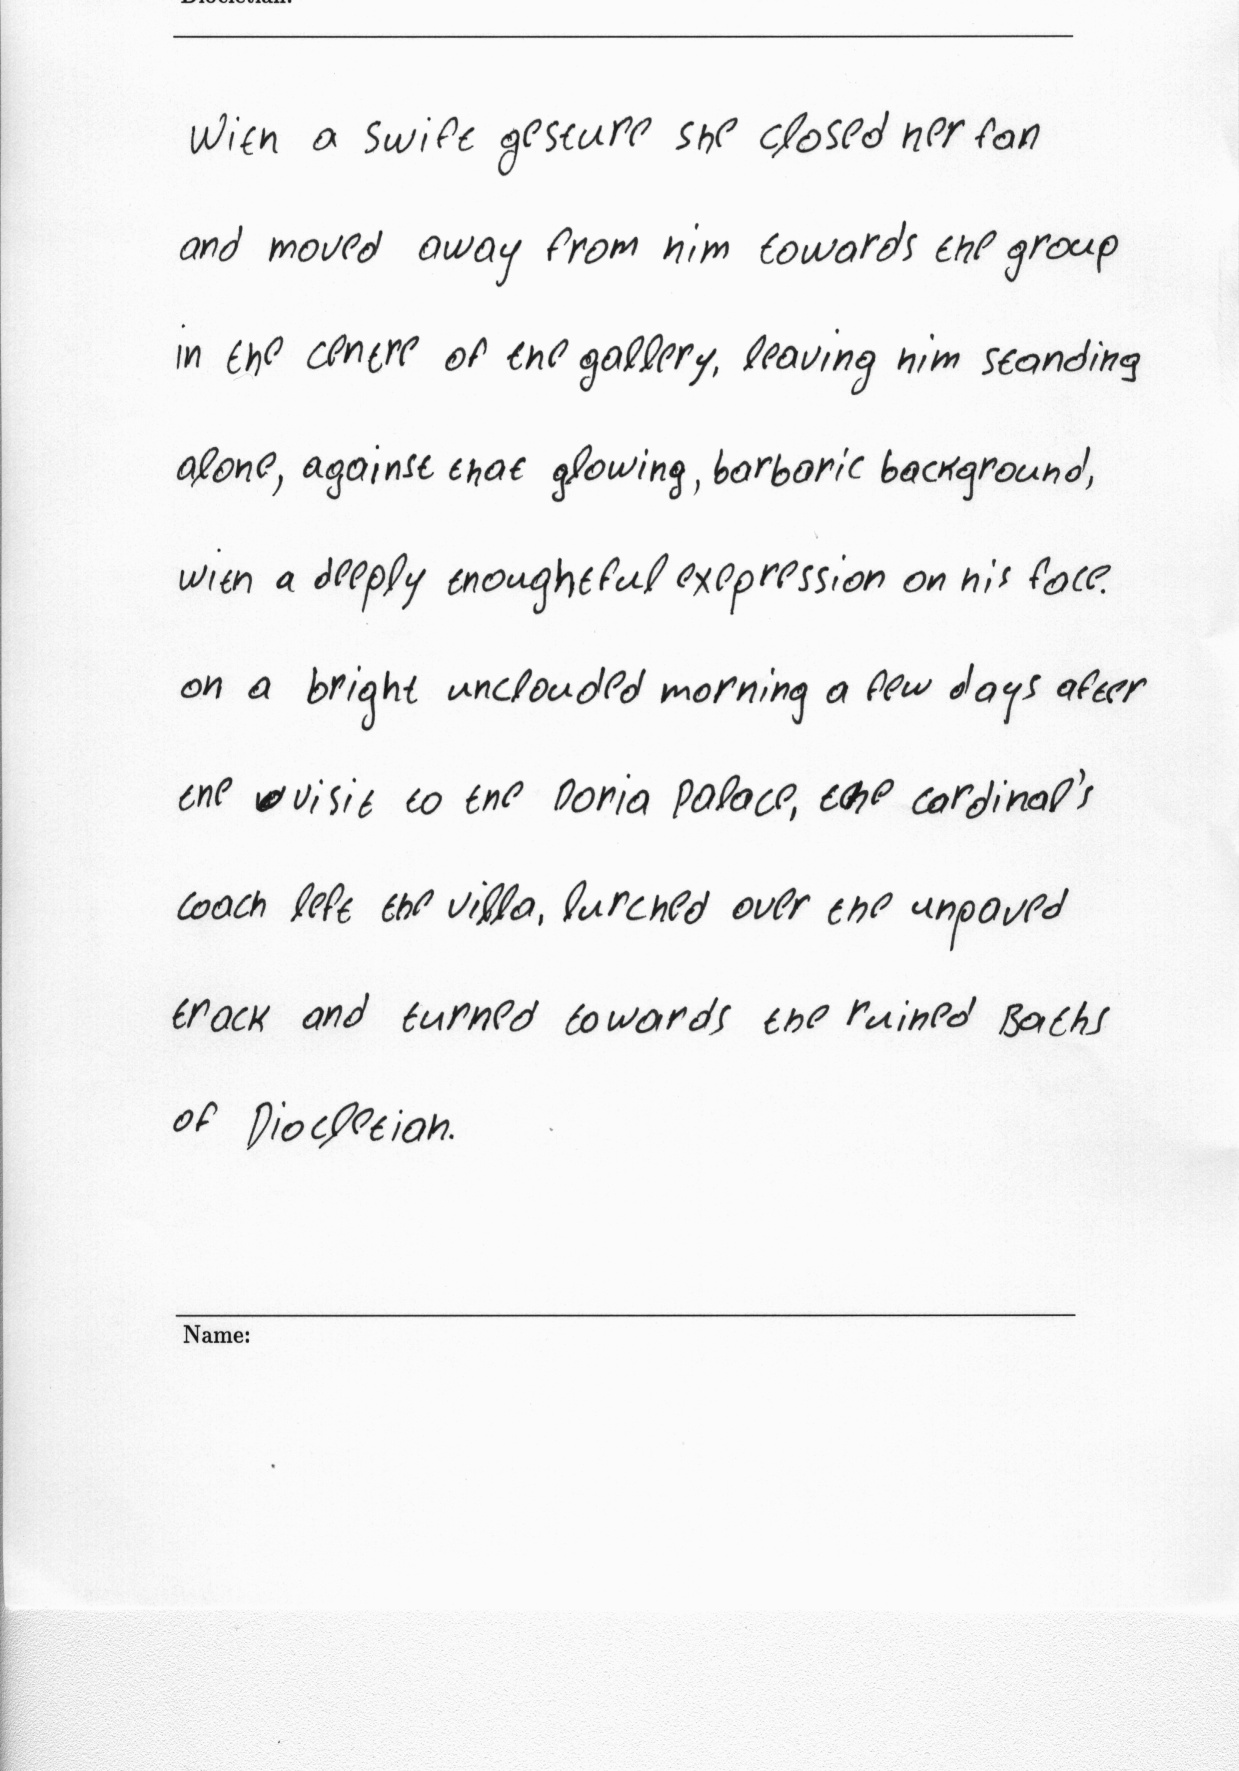 Diocletian.
With a swift gesture she closed her fan
and moved away from him towards the group
in the centre of the gallery, leaving him standing
alone, against that glowing, barbaric background,
with a deeply thoughtful exepression on his face.
on a bright unclouded morning a few days after
the visit to the Doria Palace, the cardinal's
coach left the villa, lurched over the unpaved
track and turned towards the ruined Baths
of Diocletian.
Name: